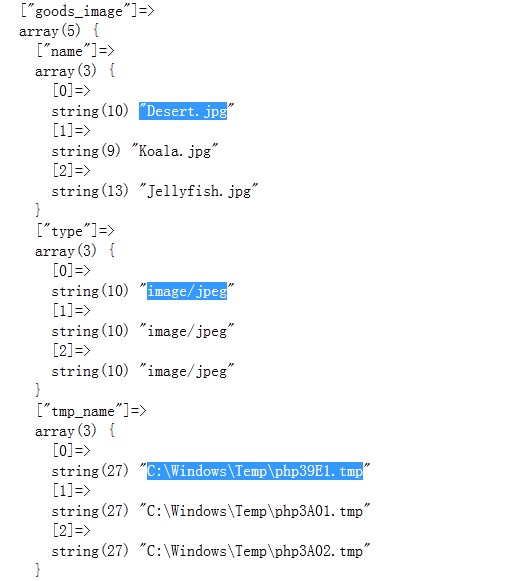 ["goods_image"]=>
array(5) {
["name"]=>
array(3) {
[0]=>
string(10) "Desert.jpg"
[1]=>
string(9) "Koala.jpg"
[2]=>
string(13) "Jellyfish.jpg"
}
["type"]=>
array(3) {
[0]=>
string(10) "image/jpeg"
[1]=>
string(10) "image/jpeg"
[2]=>
string(10) "image/jpeg"
}
["tmp_name"]=>
array(3) {
[0]=>
string(27) "C:\Windows\Temp\php39E1.tmp"
[1]=>
string(27) "C:\Windows\Temp\php3A01.tmp"
[2]=>
string(27) "C:\Windows\Temp\php3A02.tmp"
}